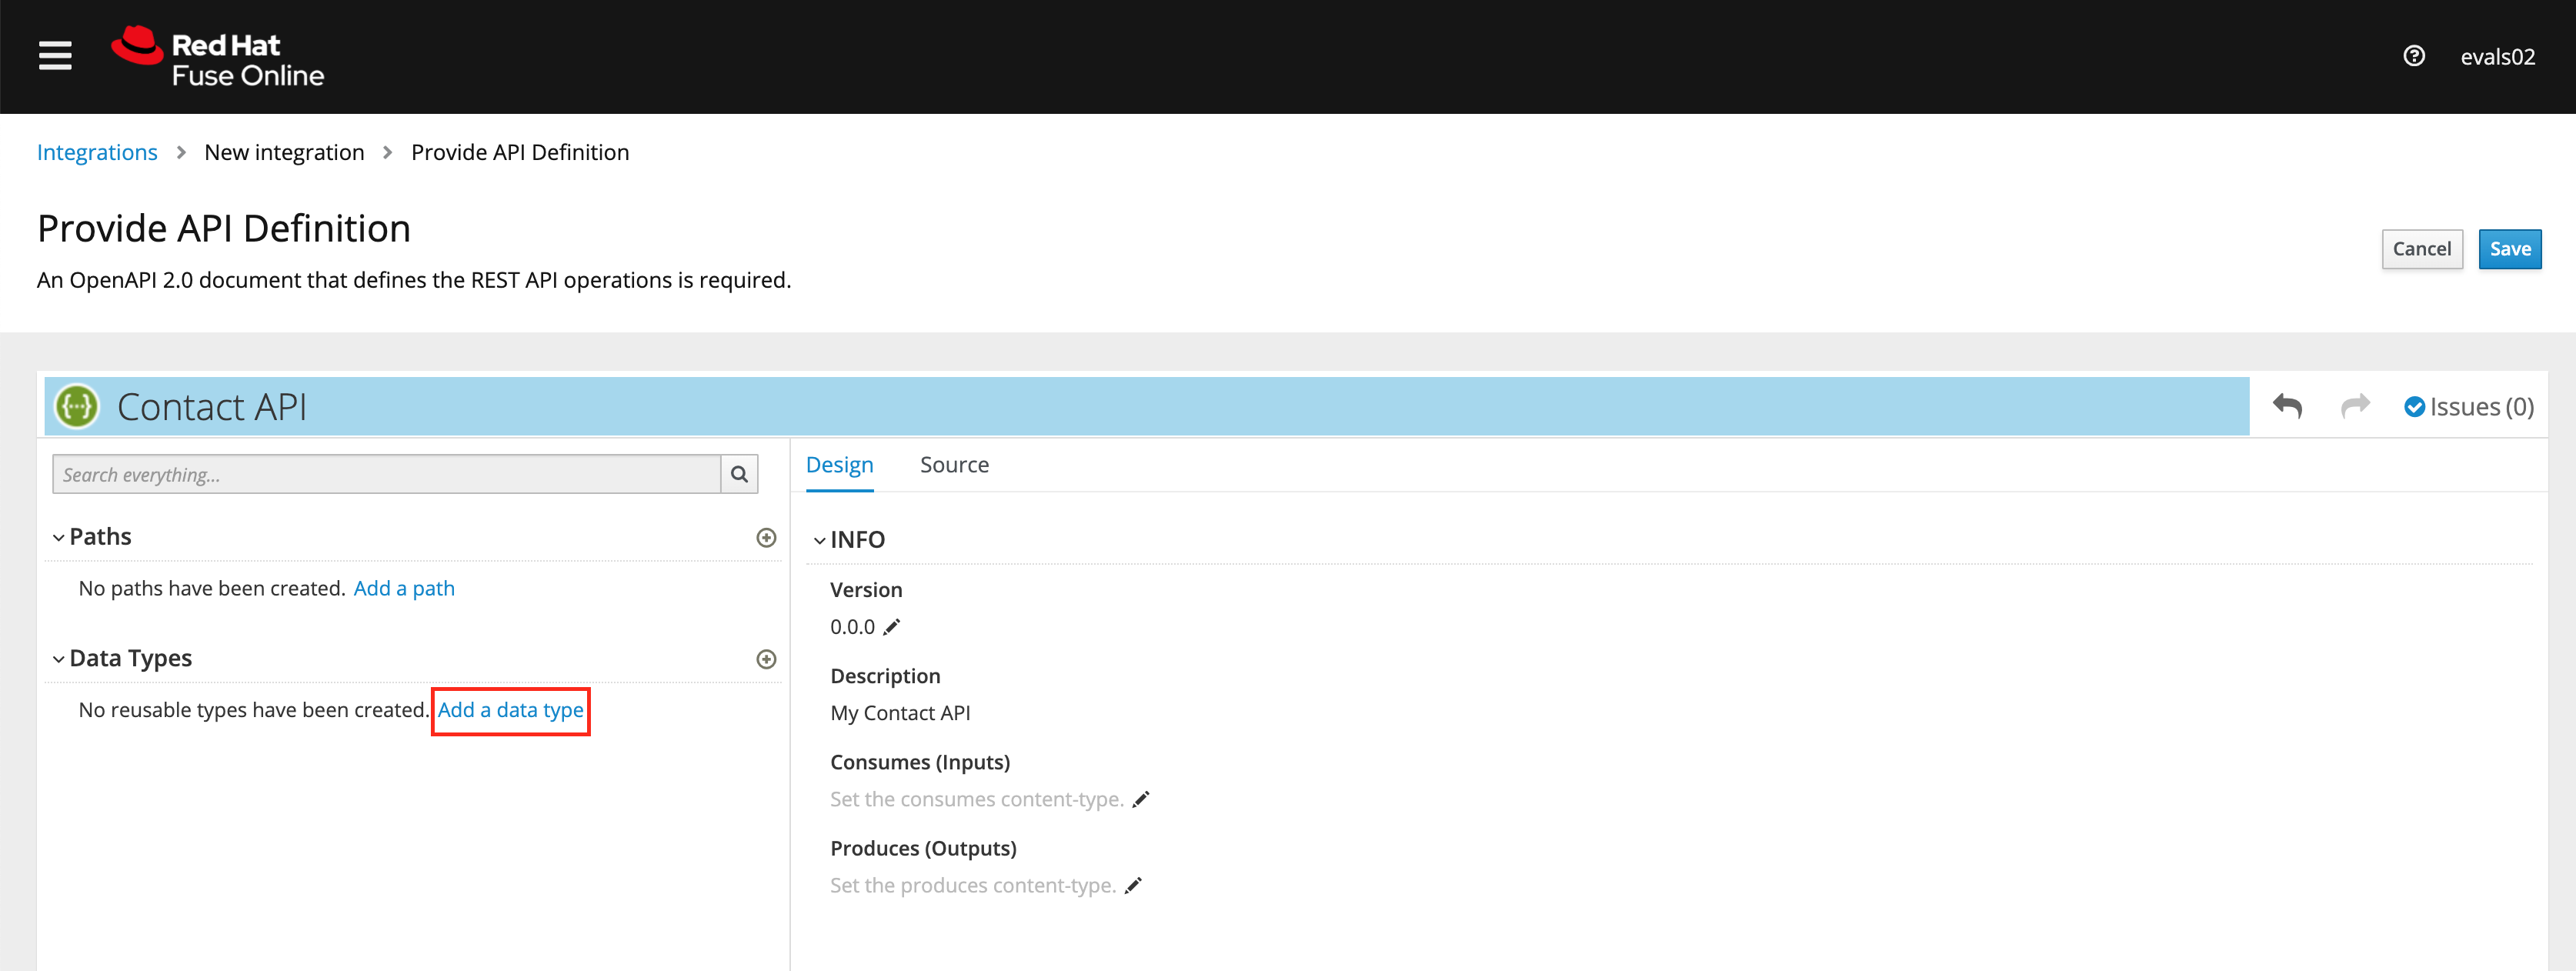 Red Hat
Fuse Online
evals02
Integrations > New integration > Provide API Definition
Provide API Definition
An OpenAPI 2.0 document that defines the REST API operations is required.
Cancel
Save
Contact API
Issues (0)
Search everything...
Design
Source
Paths
No paths have been created. Add a path
Data Types
No reusable types have been created. Add a data type
INFO
Version
0.0.0
Description
My Contact API
Consumes (Inputs)
Set the consumes content-type.
Produces (Outputs)
Set the produces content-type.